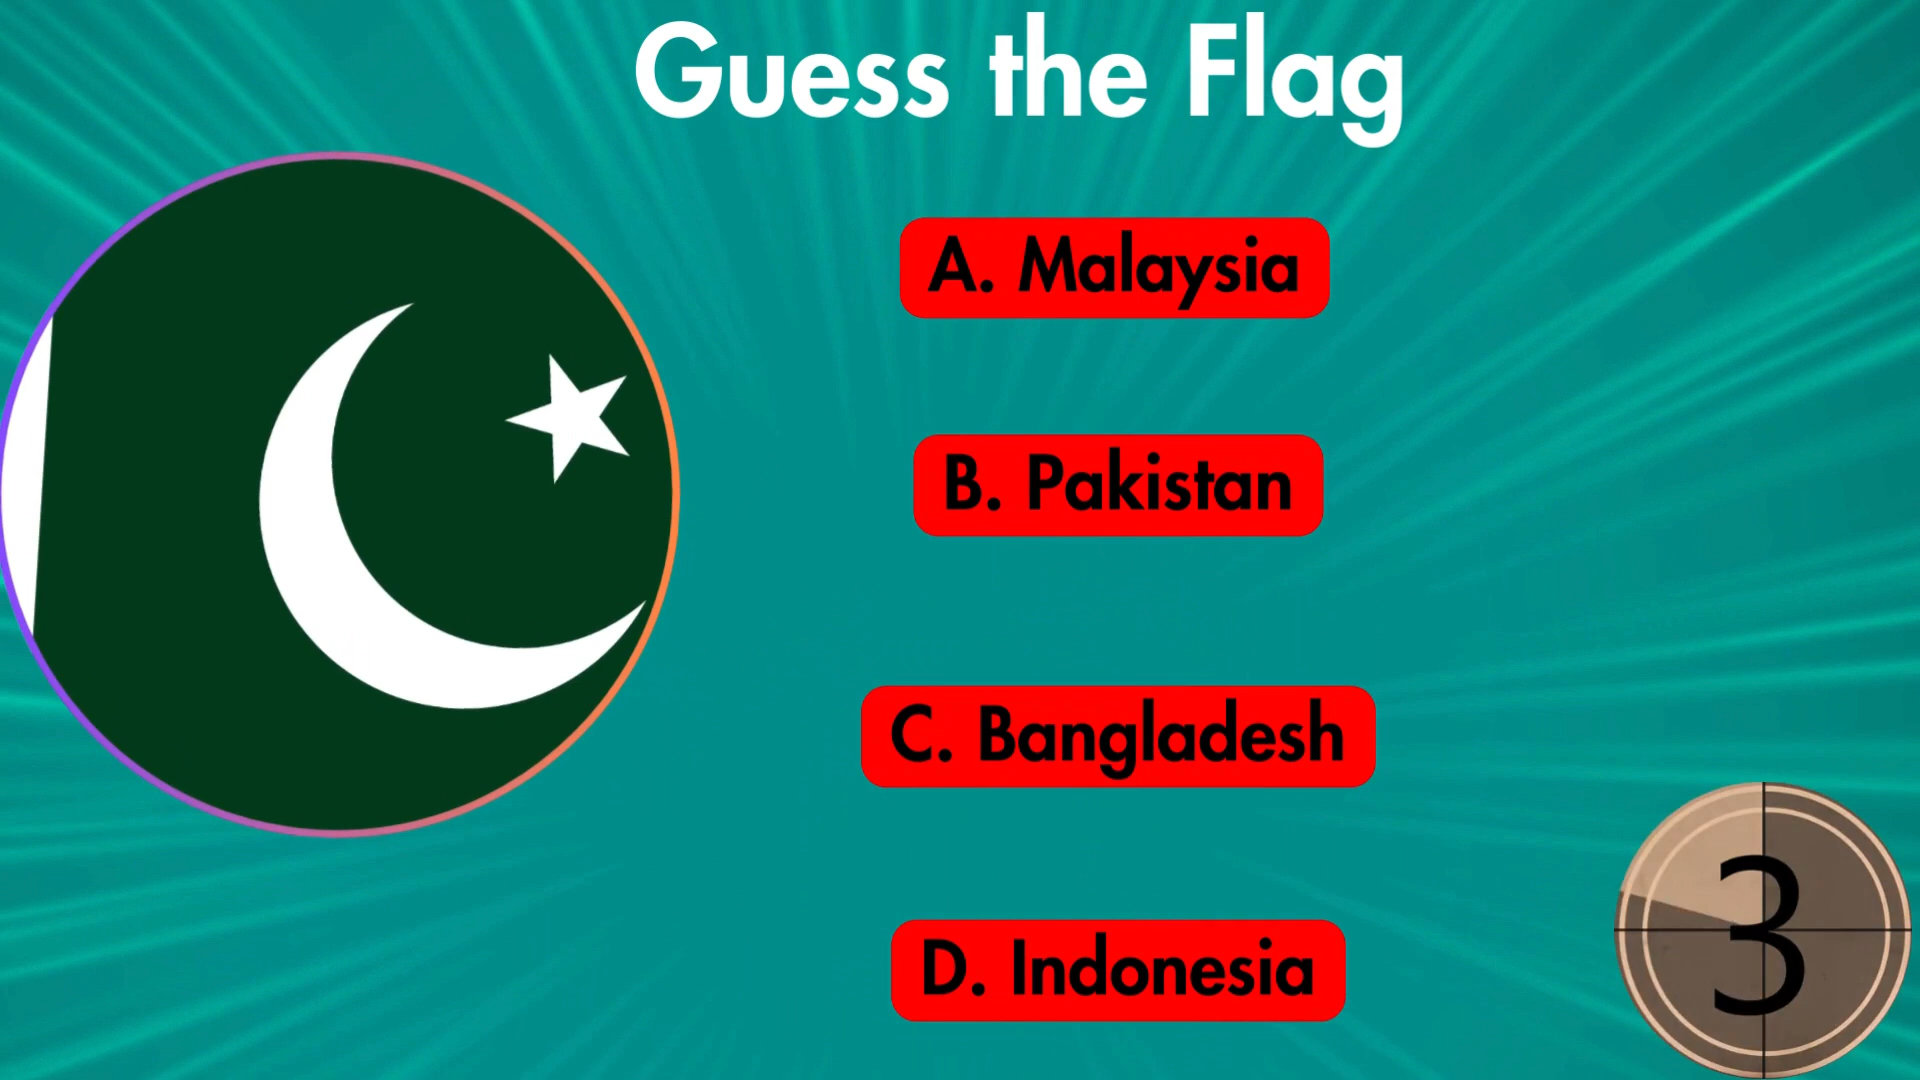 Guess the Flag
A. Malaysia
B. Pakistan
C. Bangladesh
D. Indonesia
3